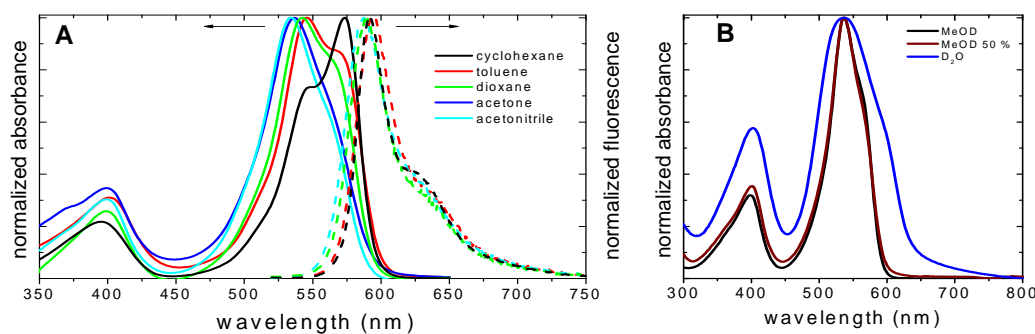 A
cyclohexane
toluene
dioxane
acetone
acetonitrile
normalized absorbance
normalized fluorescence
350 400 450 500 550 600 650 700 750
wavelength (nm)
B
MeOD
MeOD 50 %
D₂O
normalized absorbance
300 400 500 600 700 800
wavelength (nm)